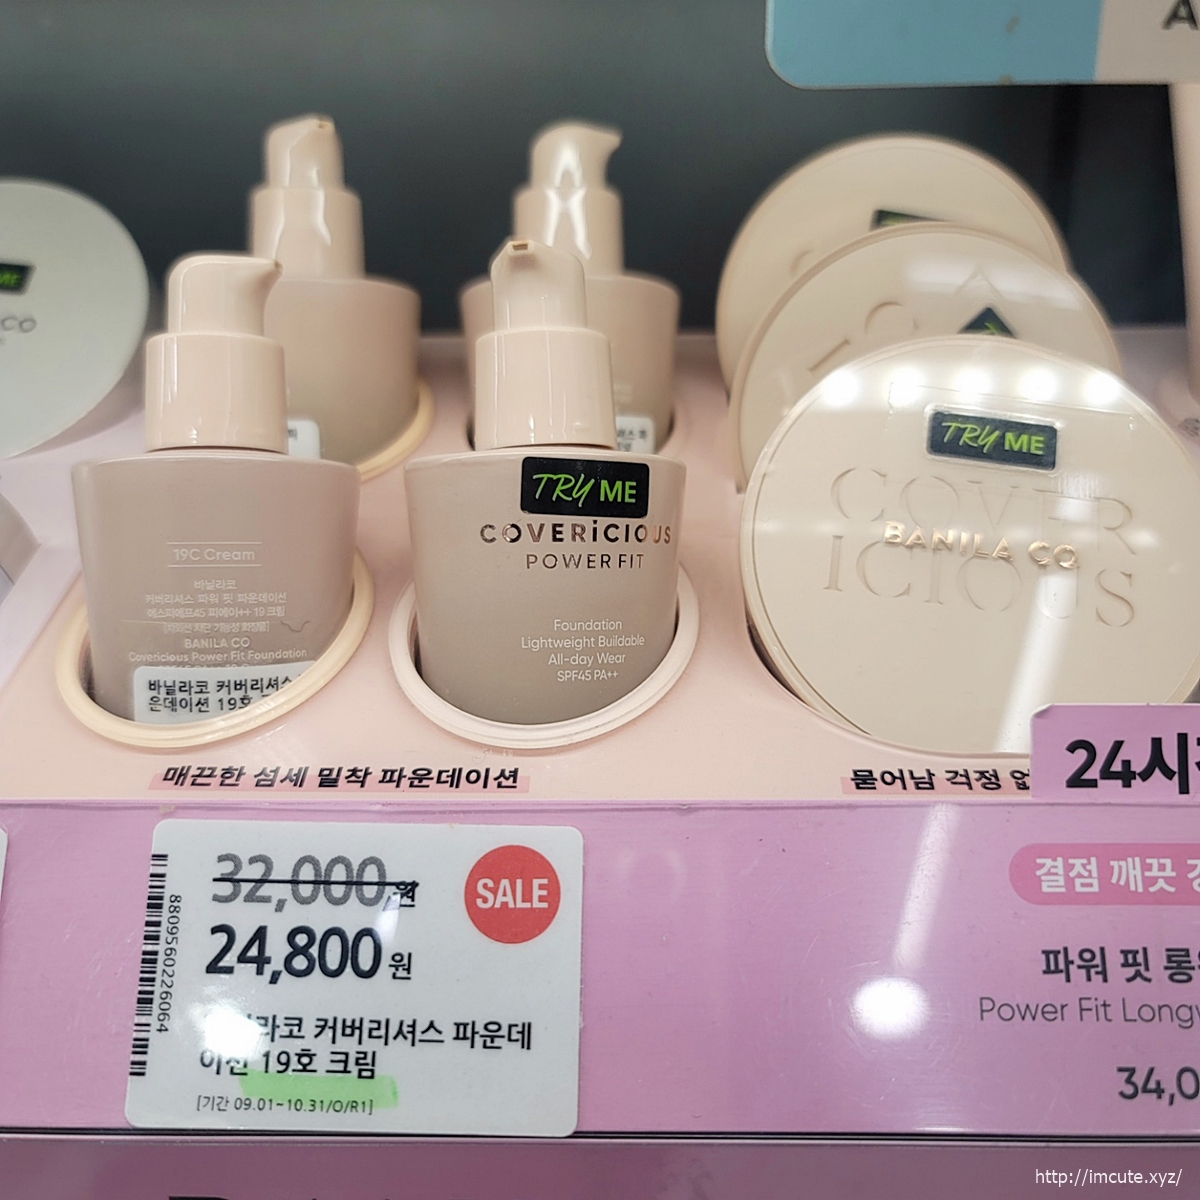 A
ME
CO
TRY ME
COVER
ICIOUS
BANILA CO
TRY ME
COVERiCIOUS
POWER FIT
Foundation
Lightweight Buildable
All-day Wear
SPF45 PA++
19C Cream
바닐라코
커버리셔스 파워 핏 파운데이션
에스피에프45 피에이++ 19 크림
BANILA CO
Covericious Power Fit Foundation
바닐라코 커버리셔스
운데이션 19호
매끈한 섬세 밀착 파운데이션
묻어남 걱정
24시
결점 깨끗
파워 핏 롱
Power Fit Long
34,0
32,000원
24,800원
SALE
8809560226064
라코 커버리셔스 파운데
이션 19호 크림
[기간 09.01~10.31/O/R1]
http://imcute.xyz/